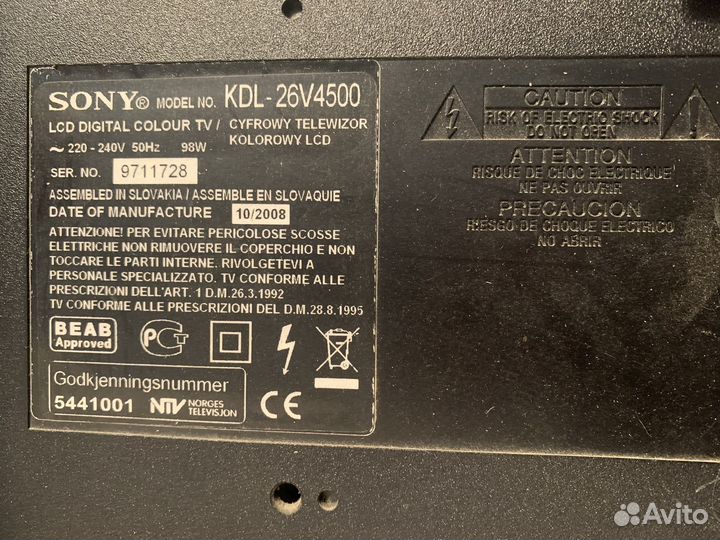 SONY® MODEL NO. KDL-26V4500
LCD DIGITAL COLOUR TV / CYFROWY TELEWIZOR
KOLOROWY LCD
~ 220 - 240V 50Hz 98W
SER. NO. 9711728
ASSEMBLED IN SLOVAKIA / ASSEMBLE EN SLOVAQUIE
DATE OF MANUFACTURE 10/2008
ATTENZIONE! PER EVITARE PERICOLOSE SCOSSE
ELETTRICHE NON RIMUOVERE IL COPERCHIO E NON
TOCCARE LE PARTI INTERNE. RIVOLGETEVI A
PERSONALE SPECIALIZZATO. TV CONFORME ALLE
PRESCRIZIONI DELL'ART. 1 D.M.26.3.1992
TV CONFORME ALLE PRESCRIZIONI DEL D.M.28.8.1995
BEAB
Approved
PCT
Godkjenningsnummer
5441001 NTV NORGES
TELEVISJON
CE
CAUTION
RISK OF ELECTRIC SHOCK
DO NOT OPEN
ATTENTION
RISQUE DE CHOC ELECTRIQUE
NE PAS OUVRIR
PRECAUCION
RIESGO DE CHOQUE ELECTRICO
NO ABRIR
Avito